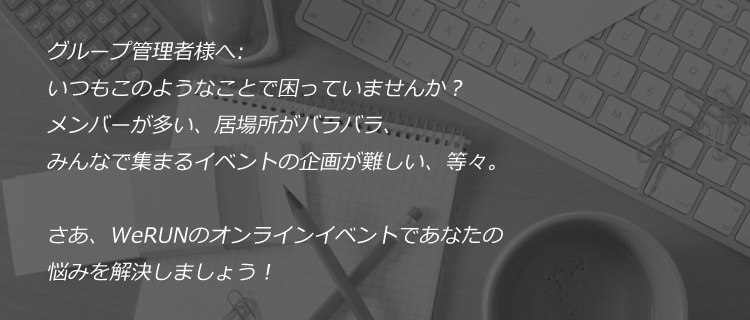 グループ管理者様へ:
いつもこのようなことで困っていませんか？
メンバーが多い、居場所がバラバラ、
みんなで集まるイベントの企画が難しい、等々。
さあ、WeRUNのオンラインイベントであなたの
悩みを解決しましょう！